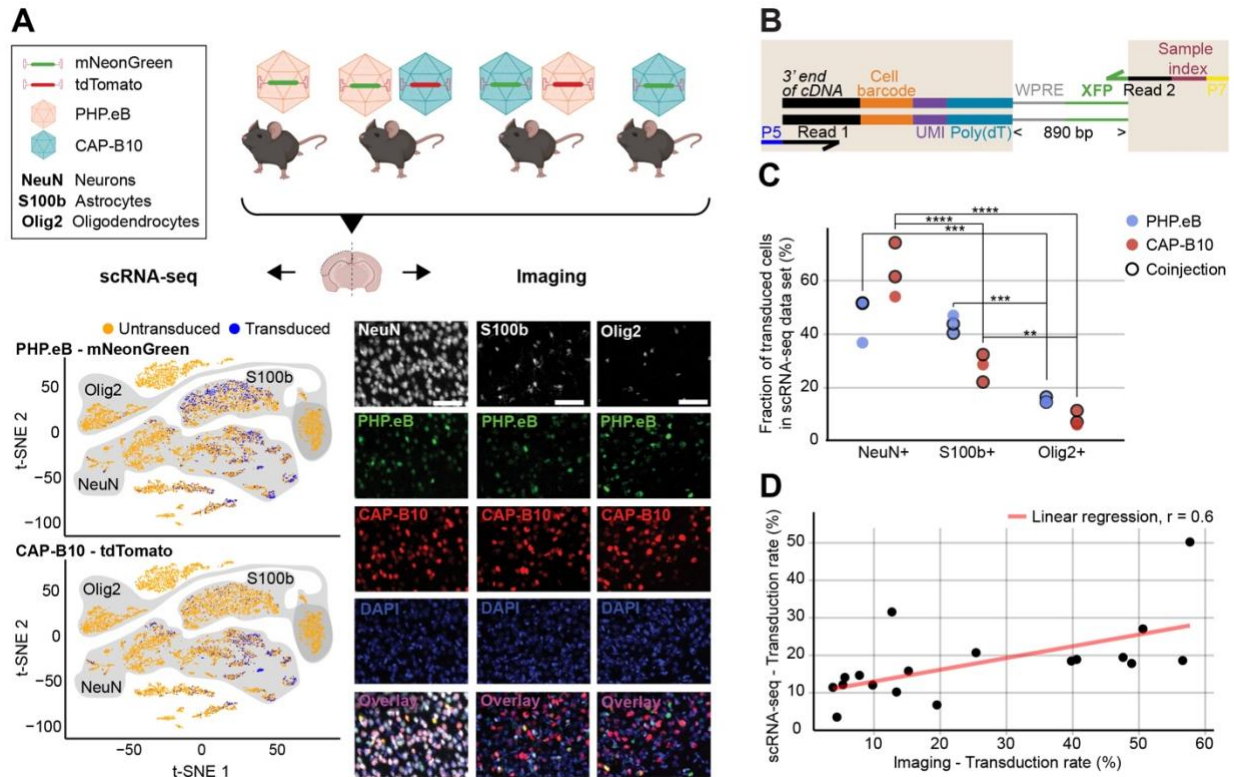 A
mNeonGreen
tdTomato
PHP.eB
CAP-B10
NeuN Neurons
S100b Astrocytes
Olig2 Oligodendrocytes
scRNA-seq
Imaging
Untransduced
Transduced
PHP.eB - mNeonGreen
Olig2
S100b
NeuN
50
0
−50
−100
t-SNE 2
CAP-B10 - tdTomato
Olig2
S100b
NeuN
50
0
−50
−100
t-SNE 2
−50
0
50
t-SNE 1
NeuN
S100b
Olig2
PHP.eB
PHP.eB
PHP.eB
CAP-B10
CAP-B10
CAP-B10
DAPI
DAPI
DAPI
Overlay
Overlay
Overlay
B
3' end
of cDNA
Cell
barcode
WPRE
XFP
Sample
index
Read 2
P7
P5
Read 1
UMI
Poly(dT)
< 890 bp >
C
PHP.eB
CAP-B10
Coinjection
****
****
***
***
**
Fraction of transduced cells
in scRNA-seq data set (%)
60
40
20
0
NeuN+
S100b+
Olig2+
D
Linear regression, r = 0.6
scRNA-seq - Transduction rate (%)
50
40
30
20
10
0
10
20
30
40
50
60
Imaging - Transduction rate (%)